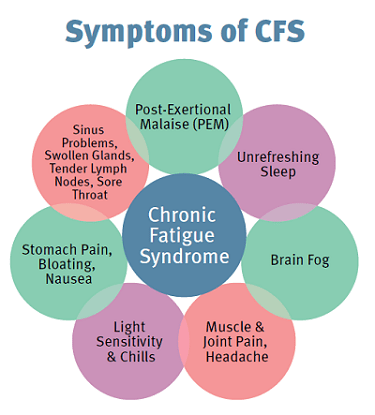 Symptoms of CFS
Post-Exertional
Malaise (PEM)
Unrefreshing
Sleep
Brain Fog
Muscle &
Joint Pain,
Headache
Light
Sensitivity
& Chills
Stomach Pain,
Bloating,
Nausea
Sinus
Problems,
Swollen Glands,
Tender Lymph
Nodes, Sore
Throat
Chronic
Fatigue
Syndrome